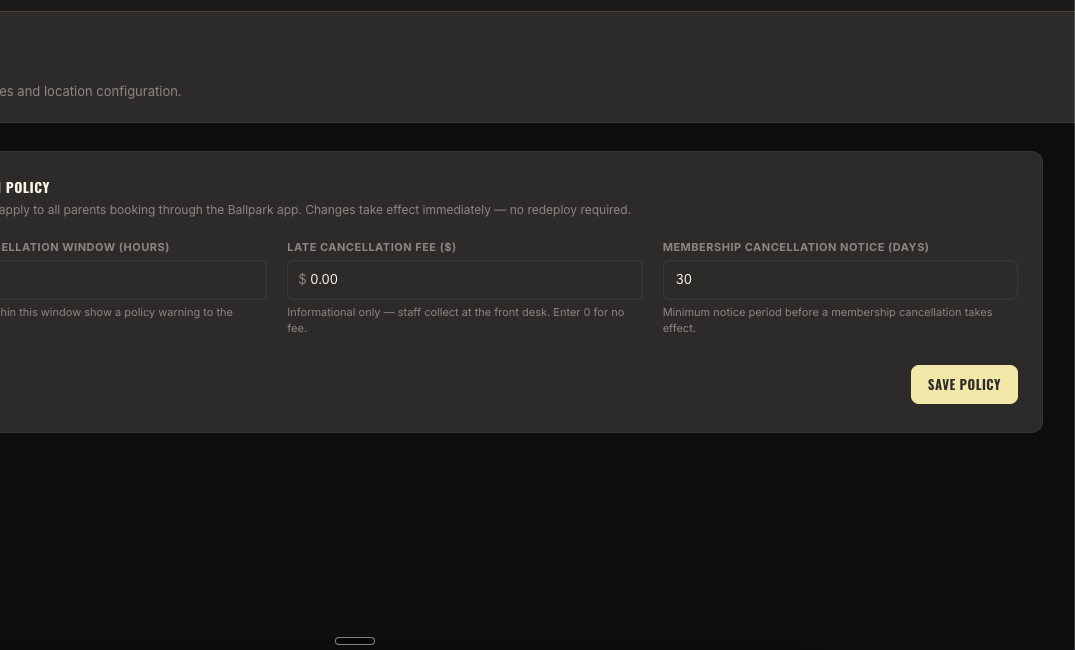 es and location configuration.
POLICY
apply to all parents booking through the Ballpark app. Changes take effect immediately — no redeploy required.
ELLATION WINDOW (HOURS)
LATE CANCELLATION FEE ($)
MEMBERSHIP CANCELLATION NOTICE (DAYS)
$ 0.00
30
hin this window show a policy warning to the
Informational only — staff collect at the front desk. Enter 0 for no
fee.
Minimum notice period before a membership cancellation takes
effect.
SAVE POLICY